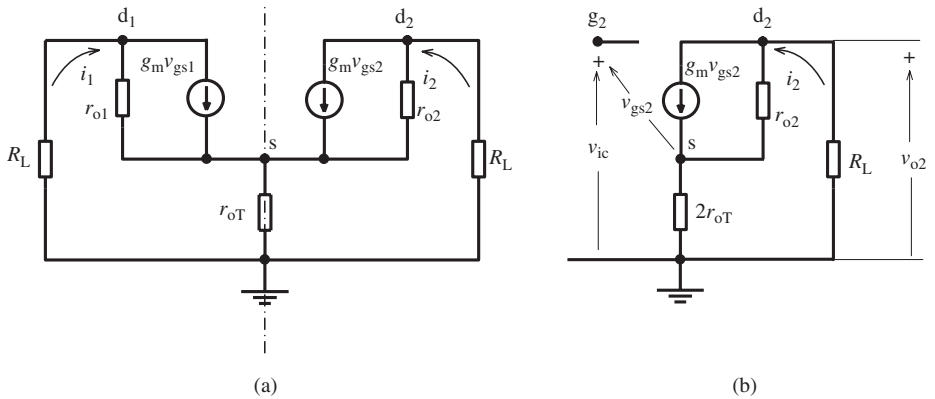 d1
d2
i1
gmvgs1
gmvgs2
i2
ro1
ro2
s
RL
RL
roT
(a)
g2
d2
+
gmvgs2
i2
+
vgs2
ro2
s
vic
RL
vo2
2roT
(b)